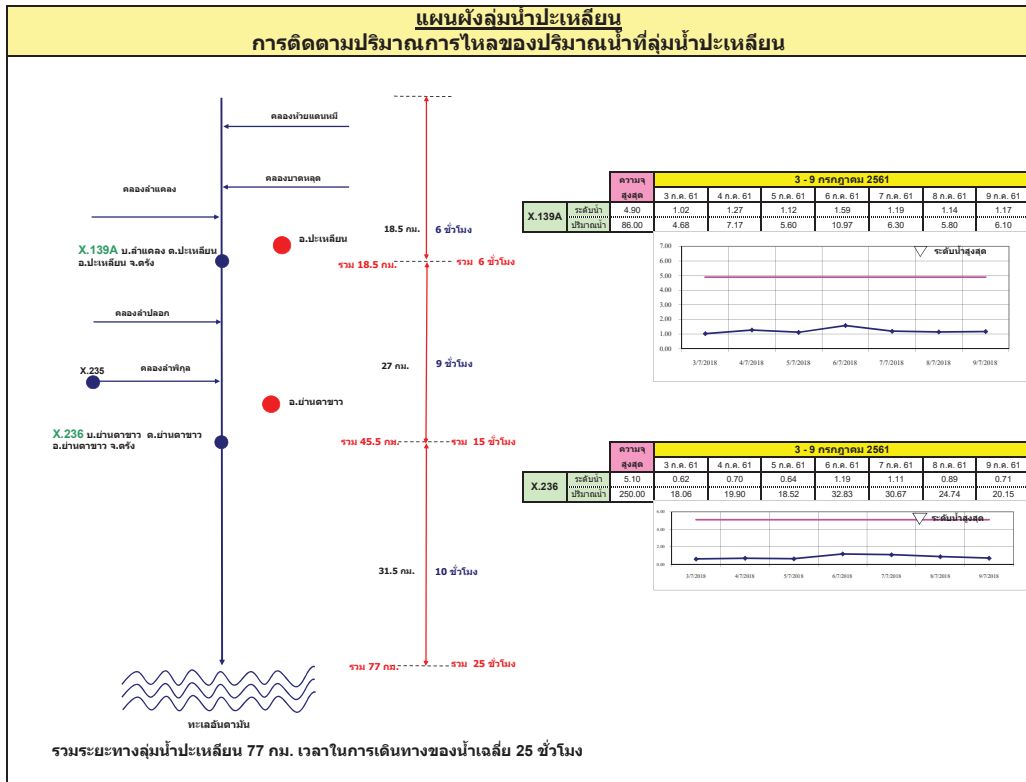 แผนผังลุ่มน้ำปะเหลียน
การติดตามปริมาณการไหลของปริมาณน้ำที่ลุ่มน้ำปะเหลียน
คลองห้วยแดนหมี
คลองบาดหลุด
คลองลำแคลง
18.5 กม. 6 ชั่วโมง
อ.ปะเหลียน
X.139A บ.ลำแคลง ต.ปะเหลียน
อ.ปะเหลียน จ.ตรัง
รวม 18.5 กม. รวม 6 ชั่วโมง
คลองลำปลอก
27 กม. 9 ชั่วโมง
X.235 คลองลำพิกุล
อ.ย่านตาขาว
X.236 บ.ย่านตาขาว ต.ย่านตาขาว
อ.ย่านตาขาว จ.ตรัง
รวม 45.5 กม. รวม 15 ชั่วโมง
31.5 กม. 10 ชั่วโมง
รวม 77 กม. รวม 25 ชั่วโมง
ทะเลอันดามัน
ความจุ 3 - 9 กรกฎาคม 2561
สูงสุด 3 ก.ค. 61 4 ก.ค. 61 5 ก.ค. 61 6 ก.ค. 61 7 ก.ค. 61 8 ก.ค. 61 9 ก.ค. 61
X.139A ระดับน้ำ 4.90 1.02 1.27 1.12 1.59 1.19 1.14 1.17
ปริมาณน้ำ 86.00 4.68 7.17 5.60 10.97 6.30 5.80 6.10
ระดับน้ำสูงสุด
7.00
6.00
5.00
4.00
3.00
2.00
1.00
0.00
3/7/2018 4/7/2018 5/7/2018 6/7/2018 7/7/2018 8/7/2018 9/7/2018
ความจุ 3 - 9 กรกฎาคม 2561
สูงสุด 3 ก.ค. 61 4 ก.ค. 61 5 ก.ค. 61 6 ก.ค. 61 7 ก.ค. 61 8 ก.ค. 61 9 ก.ค. 61
X.236 ระดับน้ำ 5.10 0.62 0.70 0.64 1.19 1.11 0.89 0.71
ปริมาณน้ำ 250.00 18.06 19.90 18.52 32.83 30.67 24.74 20.15
ระดับน้ำสูงสุด
6.00
4.00
2.00
0.00
3/7/2018 4/7/2018 5/7/2018 6/7/2018 7/7/2018 8/7/2018 9/7/2018
รวมระยะทางลุ่มน้ำปะเหลียน 77 กม. เวลาในการเดินทางของน้ำเฉลี่ย 25 ชั่วโมง